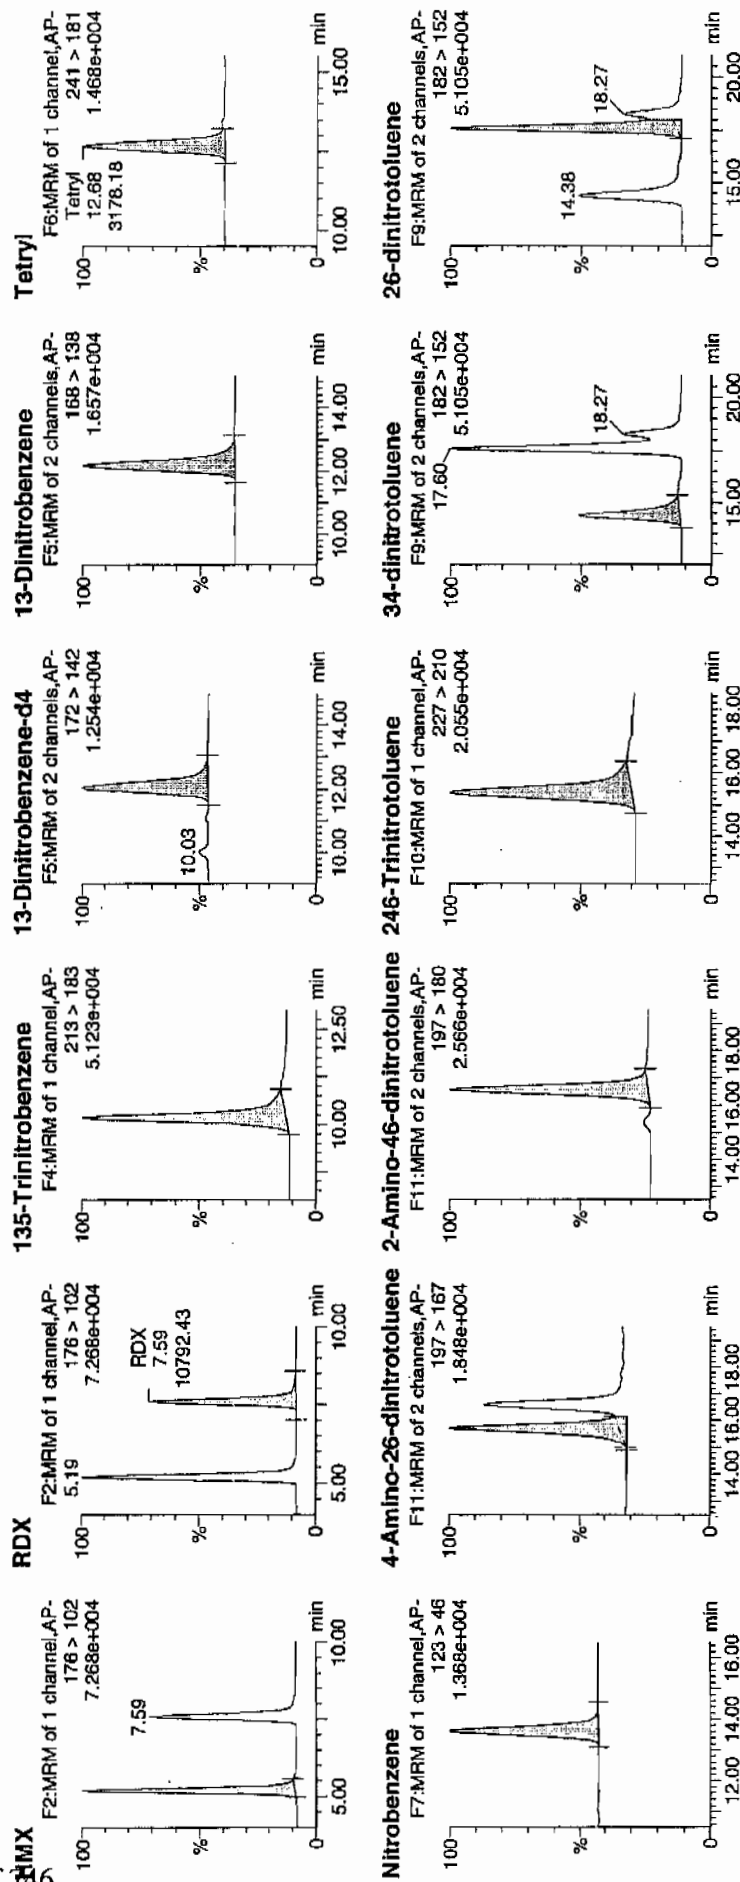 HMX
F2:MRM of 1 channel,AP-
176 > 102
7.268e+004
100
7.59
%
0
5.00
10.00
min
RDX
F2:MRM of 1 channel,AP-
176 > 102
7.268e+004
100
5.19
RDX
7.59
10792.43
%
0
5.00
10.00
min
135-Trinitrobenzene
F4:MRM of 1 channel,AP-
213 > 183
5.123e+004
100
%
0
10.00
12.50
min
13-Dinitrobenzene-d4
F5:MRM of 2 channels,AP-
172 > 142
1.254e+004
100
10.03
%
0
10.00
12.00
14.00
min
13-Dinitrobenzene
F5:MRM of 2 channels,AP-
168 > 138
1.657e+004
100
%
0
10.00
12.00
14.00
min
Tetryl
F6:MRM of 1 channel,AP-
241 > 181
1.468e+004
100
Tetryl
12.68
3178.18
%
0
10.00
15.00
min
Nitrobenzene
F7:MRM of 1 channel,AP-
123 > 46
1.368e+004
100
%
0
12.00
14.00
16.00
min
4-Amino-26-dinitrotoluene
F11:MRM of 2 channels,AP-
197 > 167
1.848e+004
100
%
0
14.00
16.00
18.00
min
2-Amino-46-dinitrotoluene
F11:MRM of 2 channels,AP-
197 > 180
2.566e+004
100
%
0
14.00
16.00
18.00
min
246-Trinitrotoluene
F10:MRM of 1 channel,AP-
227 > 210
2.055e+004
100
%
0
14.00
16.00
18.00
min
34-dinitrotoluene
F9:MRM of 2 channels,AP-
182 > 152
5.105e+004
100
17.60
18.27
%
0
15.00
20.00
min
26-dinitrotoluene
F9:MRM of 2 channels,AP-
182 > 152
5.105e+004
100
14.38
18.27
%
0
15.00
20.00
min